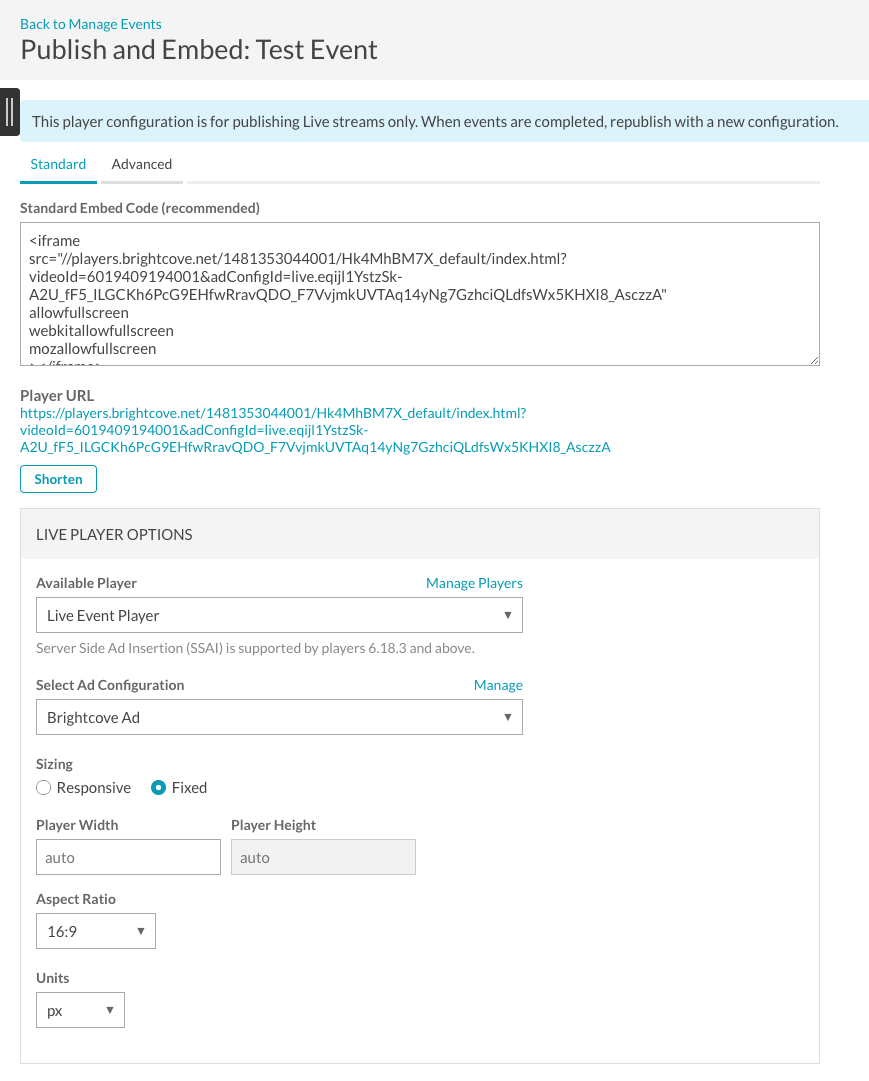 Back to Manage Events
Publish and Embed: Test Event
This player configuration is for publishing Live streams only. When events are completed, republish with a new configuration.
Standard Advanced
Standard Embed Code (recommended)
<iframe
src="//players.brightcove.net/1481353044001/Hk4MhBM7X_default/index.html?
videoId=6019409194001&adConfigId=live.eqijl1YstzSk-
A2U_fF5_ILGCKh6PcG9EHfwRravQDO_F7VvjmkUVTAq14yNg7GzhciQLdfsWx5KHXI8_AsczzA"
allowfullscreen
webkitallowfullscreen
mozallowfullscreen
></iframe>
Player URL
https://players.brightcove.net/1481353044001/Hk4MhBM7X_default/index.html?
videoId=6019409194001&adConfigId=live.eqijl1YstzSk-
A2U_fF5_ILGCKh6PcG9EHfwRravQDO_F7VvjmkUVTAq14yNg7GzhciQLdfsWx5KHXI8_AsczzA
Shorten
LIVE PLAYER OPTIONS
Available Player Manage Players
Live Event Player
Server Side Ad Insertion (SSAI) is supported by players 6.18.3 and above.
Select Ad Configuration Manage
Brightcove Ad
Sizing
Responsive Fixed
Player Width Player Height
auto auto
Aspect Ratio
16:9
Units
px